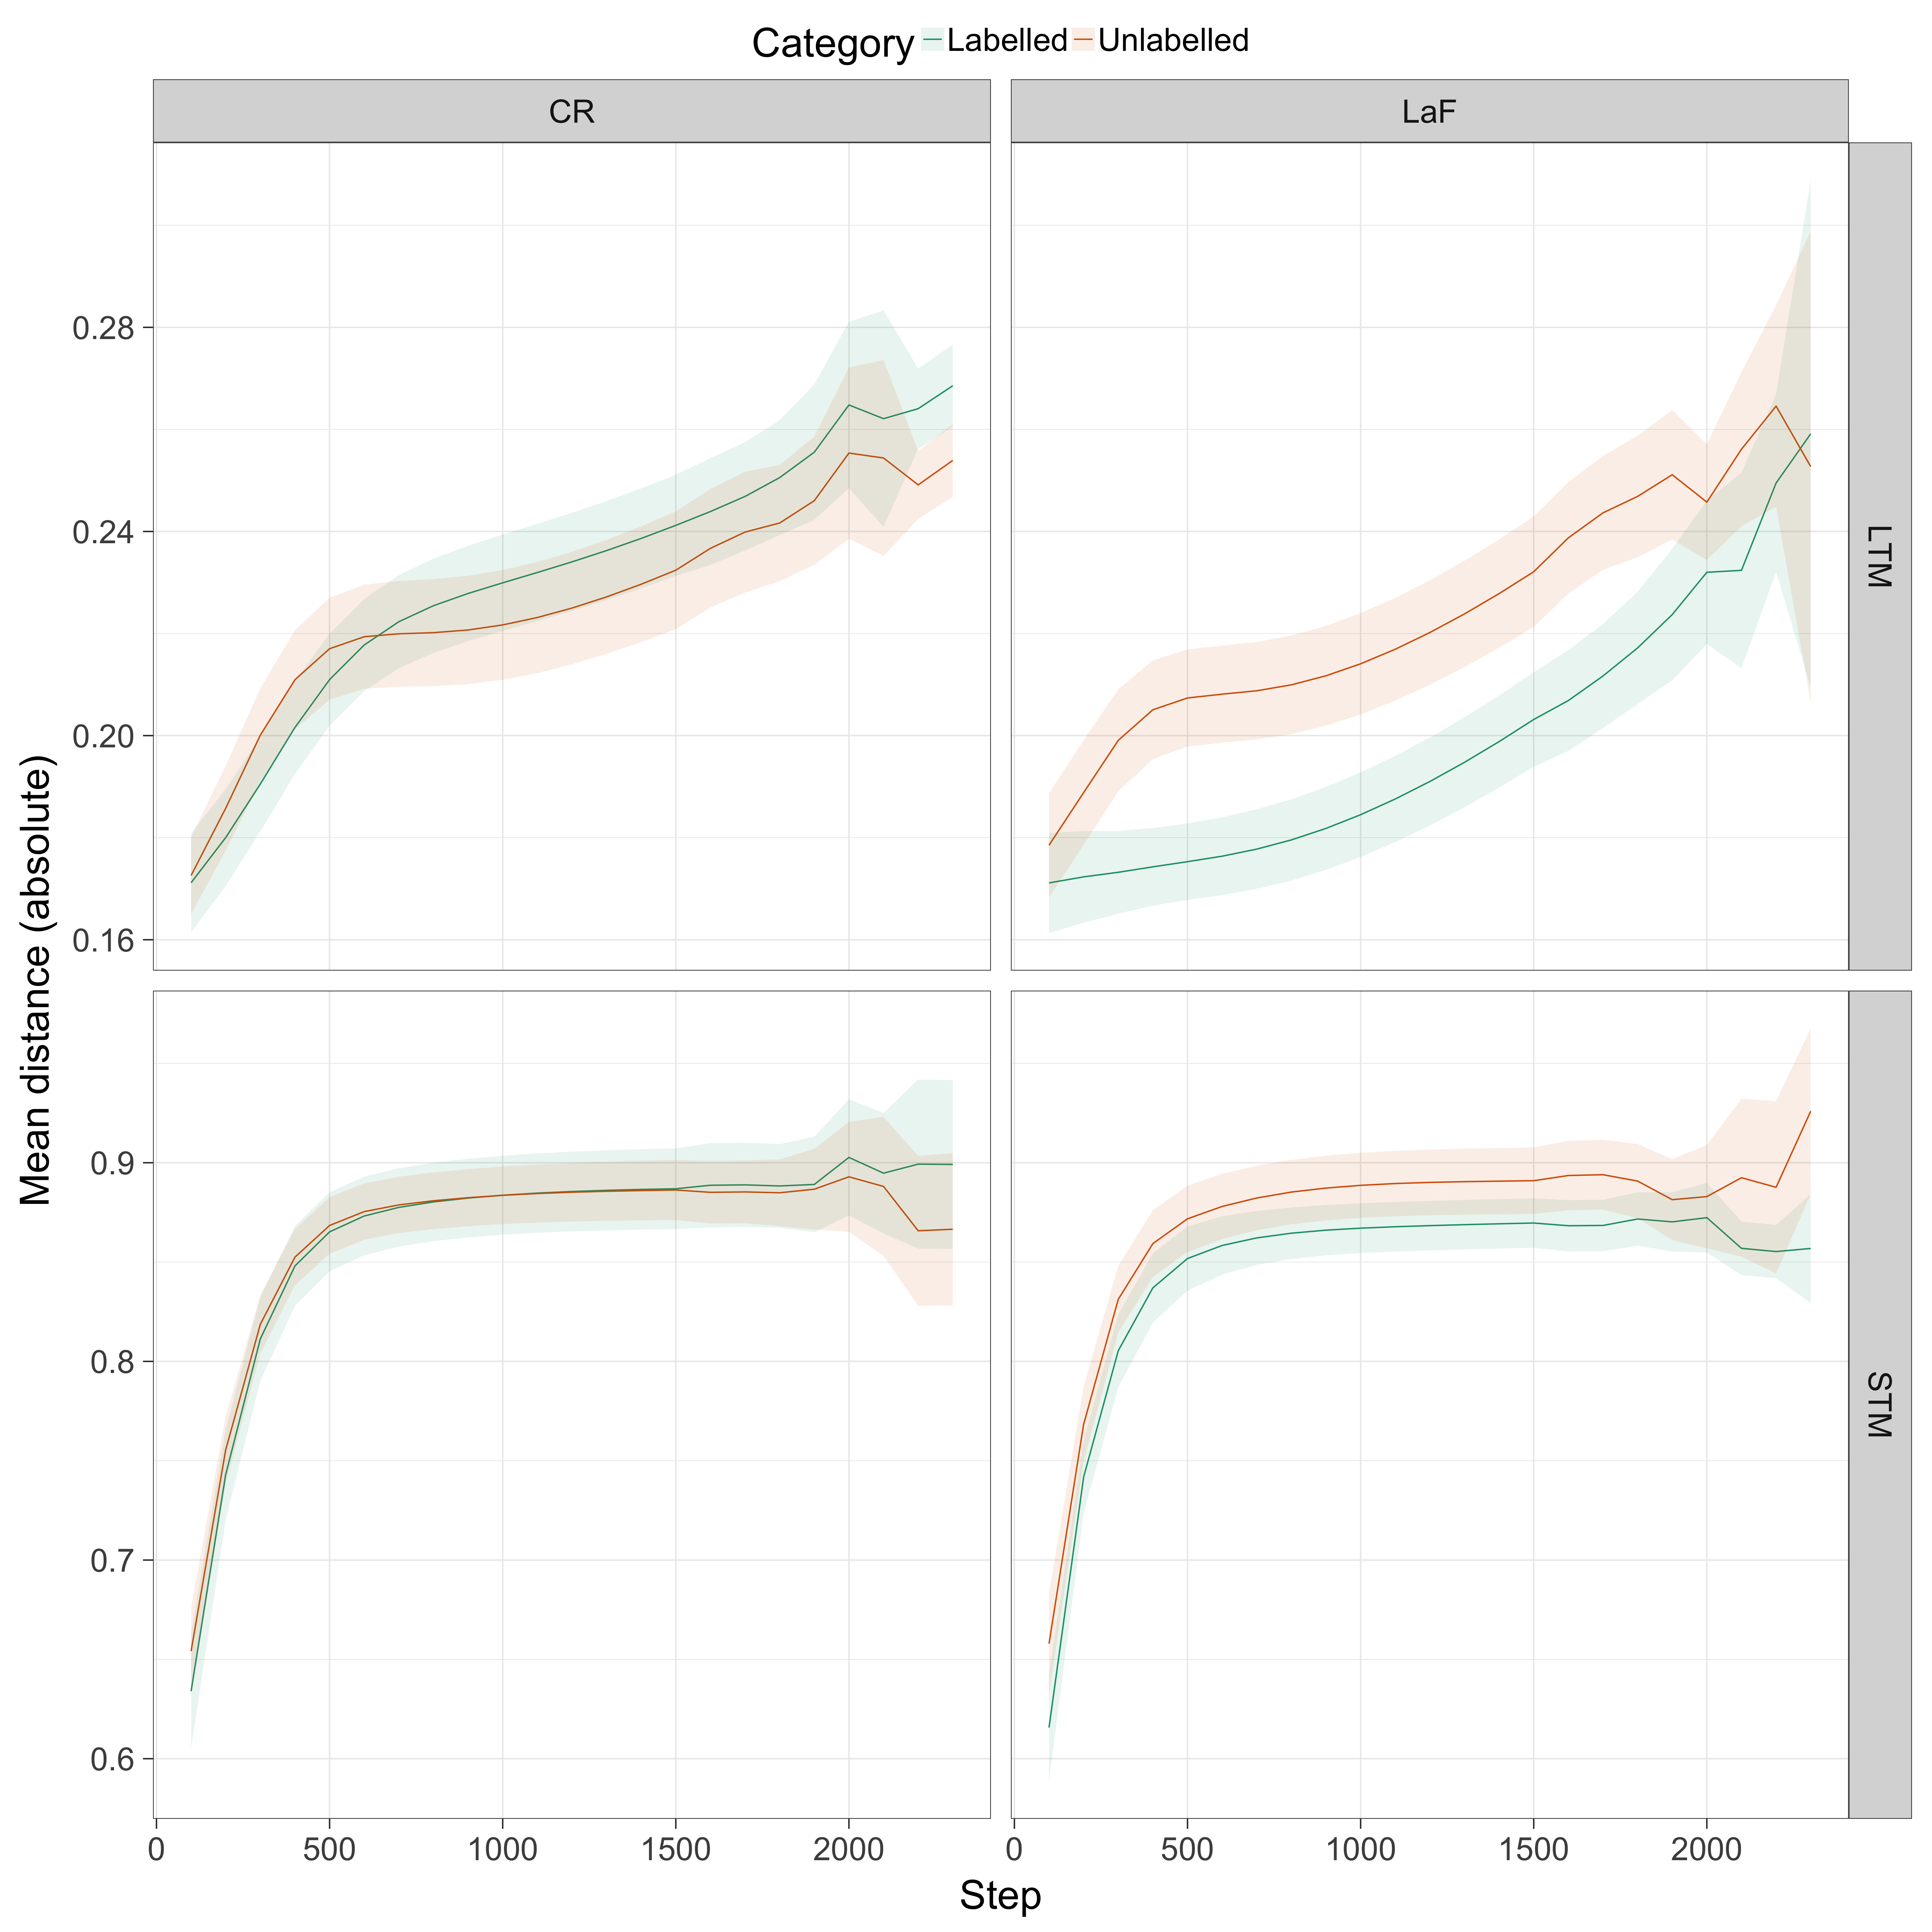 Category Labelled Unlabelled
CR LaF
0.28
0.24
0.20
0.16
LTM
Mean distance (absolute)
0.9
0.8
0.7
0.6
STM
0 500 1000 1500 2000 0 500 1000 1500 2000
Step